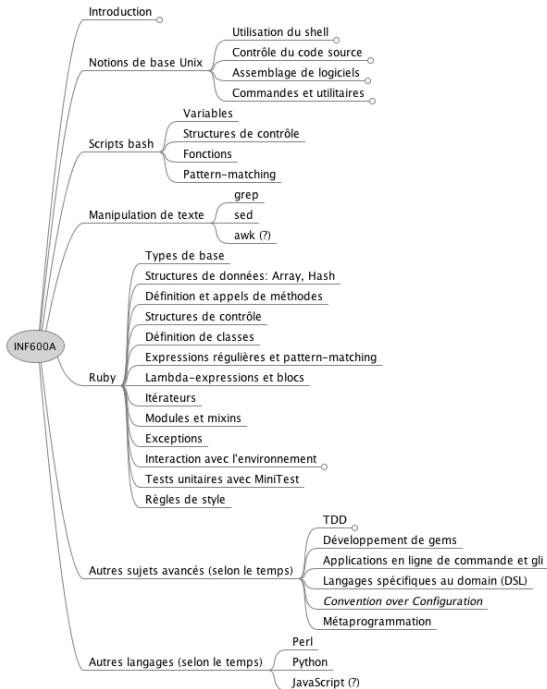 Introduction
Notions de base Unix
Utilisation du shell
Contrôle du code source
Assemblage de logiciels
Commandes et utilitaires
Scripts bash
Variables
Structures de contrôle
Fonctions
Pattern-matching
Manipulation de texte
grep
sed
awk (?)
INF600A
Ruby
Types de base
Structures de données: Array, Hash
Définition et appels de méthodes
Structures de contrôle
Définition de classes
Expressions régulières et pattern-matching
Lambda-expressions et blocs
Itérateurs
Modules et mixins
Exceptions
Interaction avec l'environnement
Tests unitaires avec MiniTest
Règles de style
Autres sujets avancés (selon le temps)
TDD
Développement de gems
Applications en ligne de commande et gli
Langages spécifiques au domain (DSL)
Convention over Configuration
Métaprogrammation
Autres langages (selon le temps)
Perl
Python
JavaScript (?)